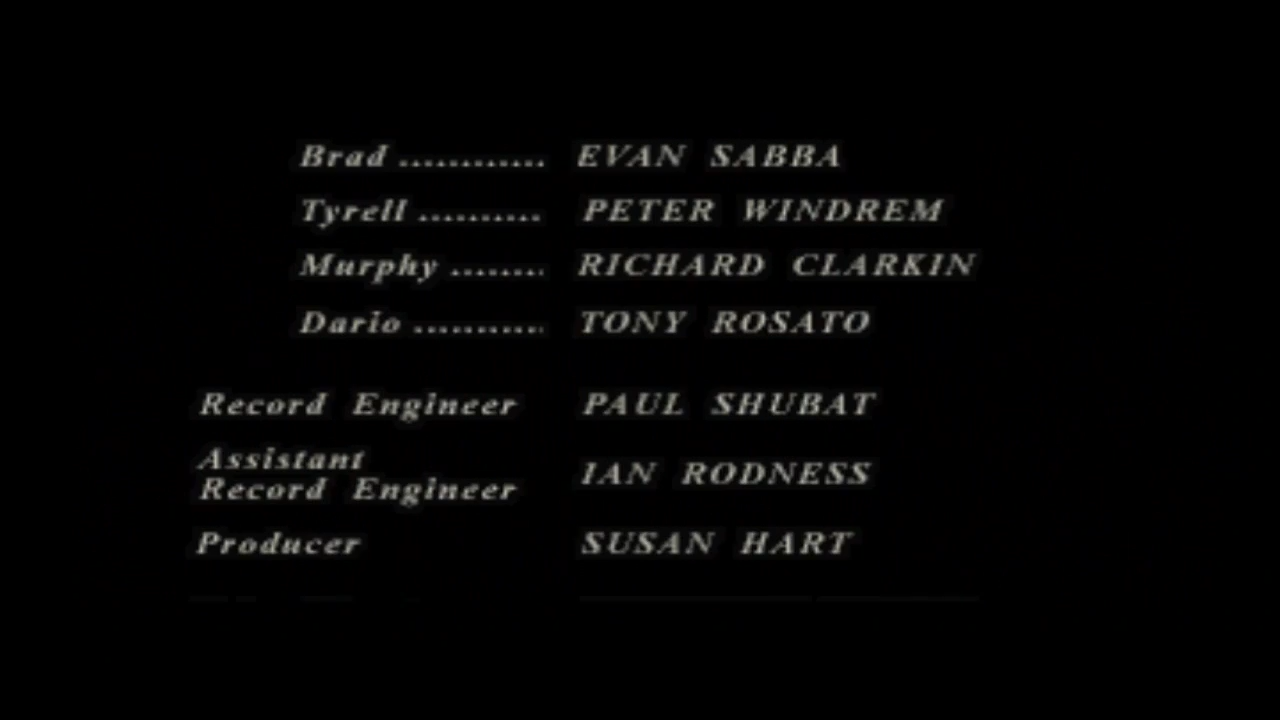 Brad ............ EVAN SABBA
Tyrell .......... PETER WINDREM
Murphy ........ RICHARD CLARKIN
Dario ........... TONY ROSATO
Record Engineer PAUL SHUBAT
Assistant
Record Engineer IAN RODNESS
Producer SUSAN HART